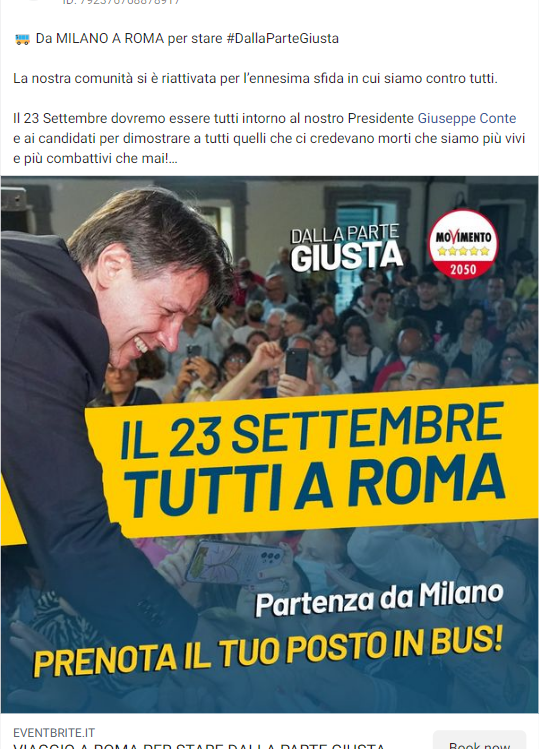 Da MILANO A ROMA per stare #DallaParteGiusta
La nostra comunità si è riattivata per l'ennesima sfida in cui siamo contro tutti.
Il 23 Settembre dovremo essere tutti intorno al nostro Presidente Giuseppe Conte
e ai candidati per dimostrare a tutti quelli che ci credevano morti che siamo più vivi
e più combattivi che mai!...
DALLA PARTE
GIUSTA
MOVIMENTO
2050
IL 23 SETTEMBRE
TUTTI A ROMA
Partenza da Milano
PRENOTA IL TUO POSTO IN BUS!
EVENTBRITE.IT
VIAGGIO A ROMA PER STARE DALLA PARTE GIUSTA
Book now